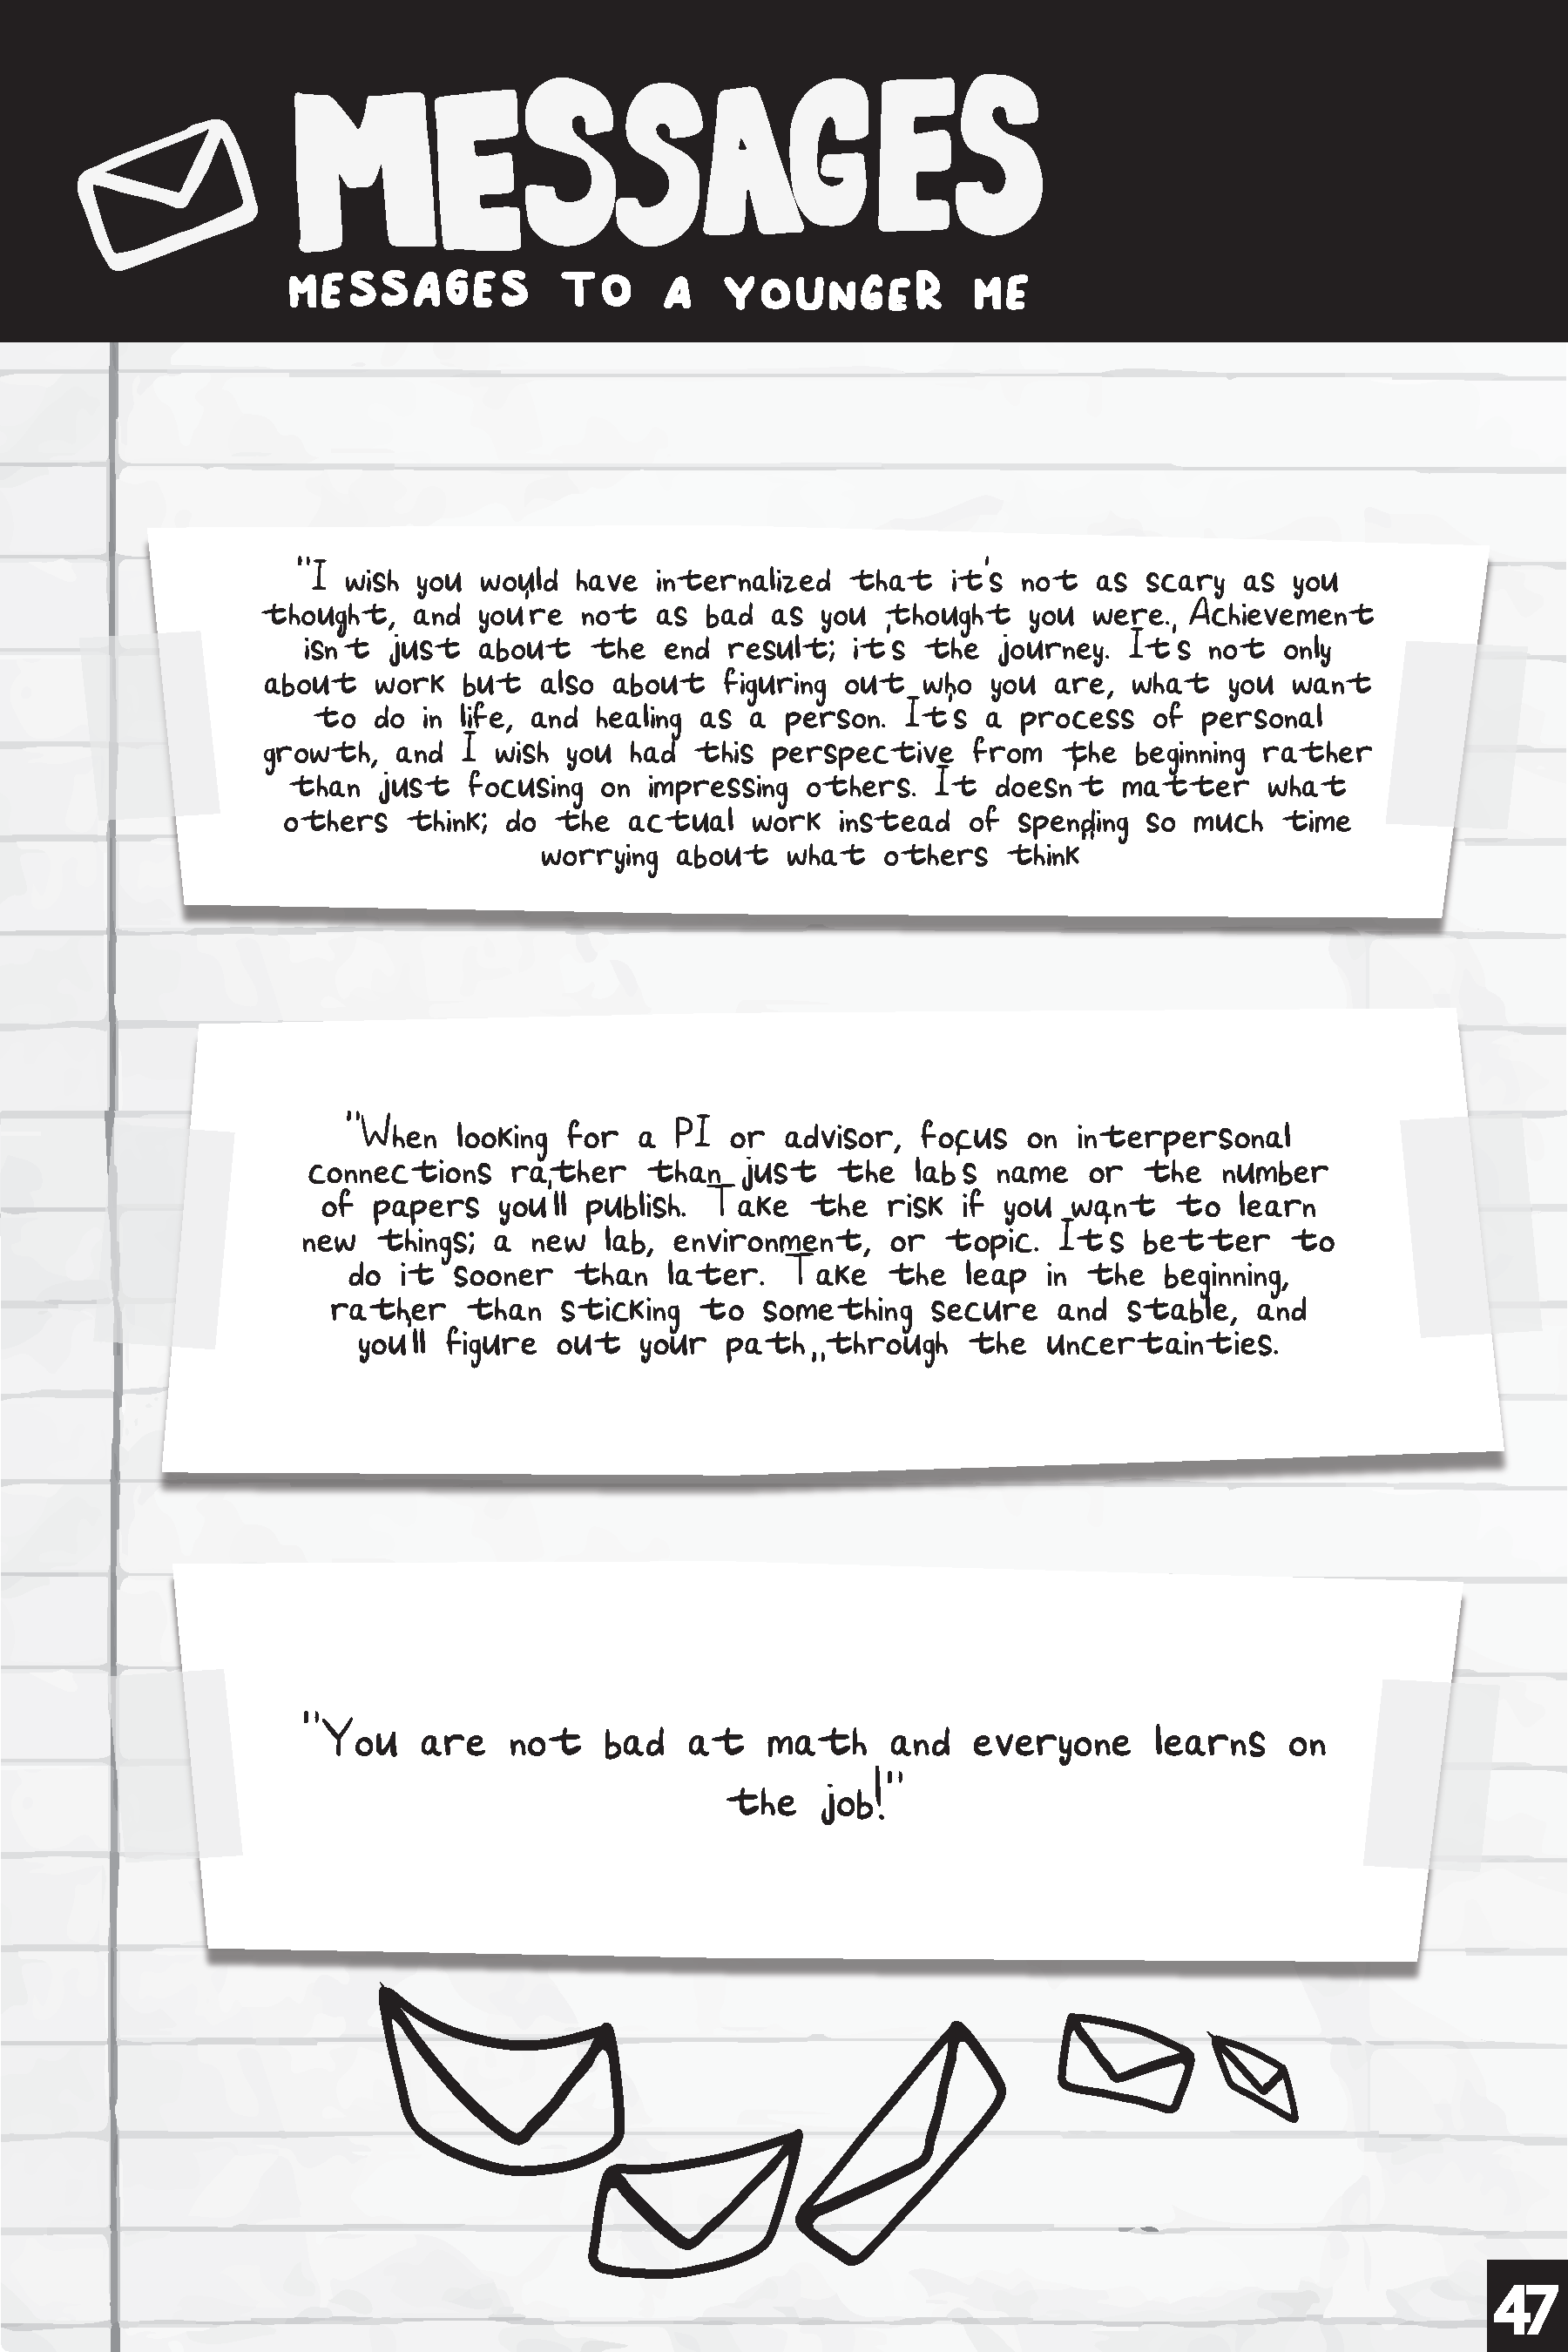 MESSAGES
MESSAGES TO A YOUNGER ME
"I wish you would have internalized that it's not as scary as you
thought, and you're not as bad as you thought you were. Achievement
isn't just about the end result; it's the journey. It's not only
about work but also about figuring out who you are, what you want
to do in life, and healing as a person. It's a process of personal
growth, and I wish you had this perspective from the beginning rather
than just focusing on impressing others. It doesn't matter what
others think; do the actual work instead of spending so much time
worrying about what others think
"When looking for a PI or advisor, focus on interpersonal
connections rather than just the lab's name or the number
of papers you'll publish. Take the risk if you want to learn
new things; a new lab, environment, or topic. It's better to
do it sooner than later. Take the leap in the beginning,
rather than sticking to something secure and stable, and
you'll figure out your path through the uncertainties."
"You are not bad at math and everyone learns on
the job!"
47